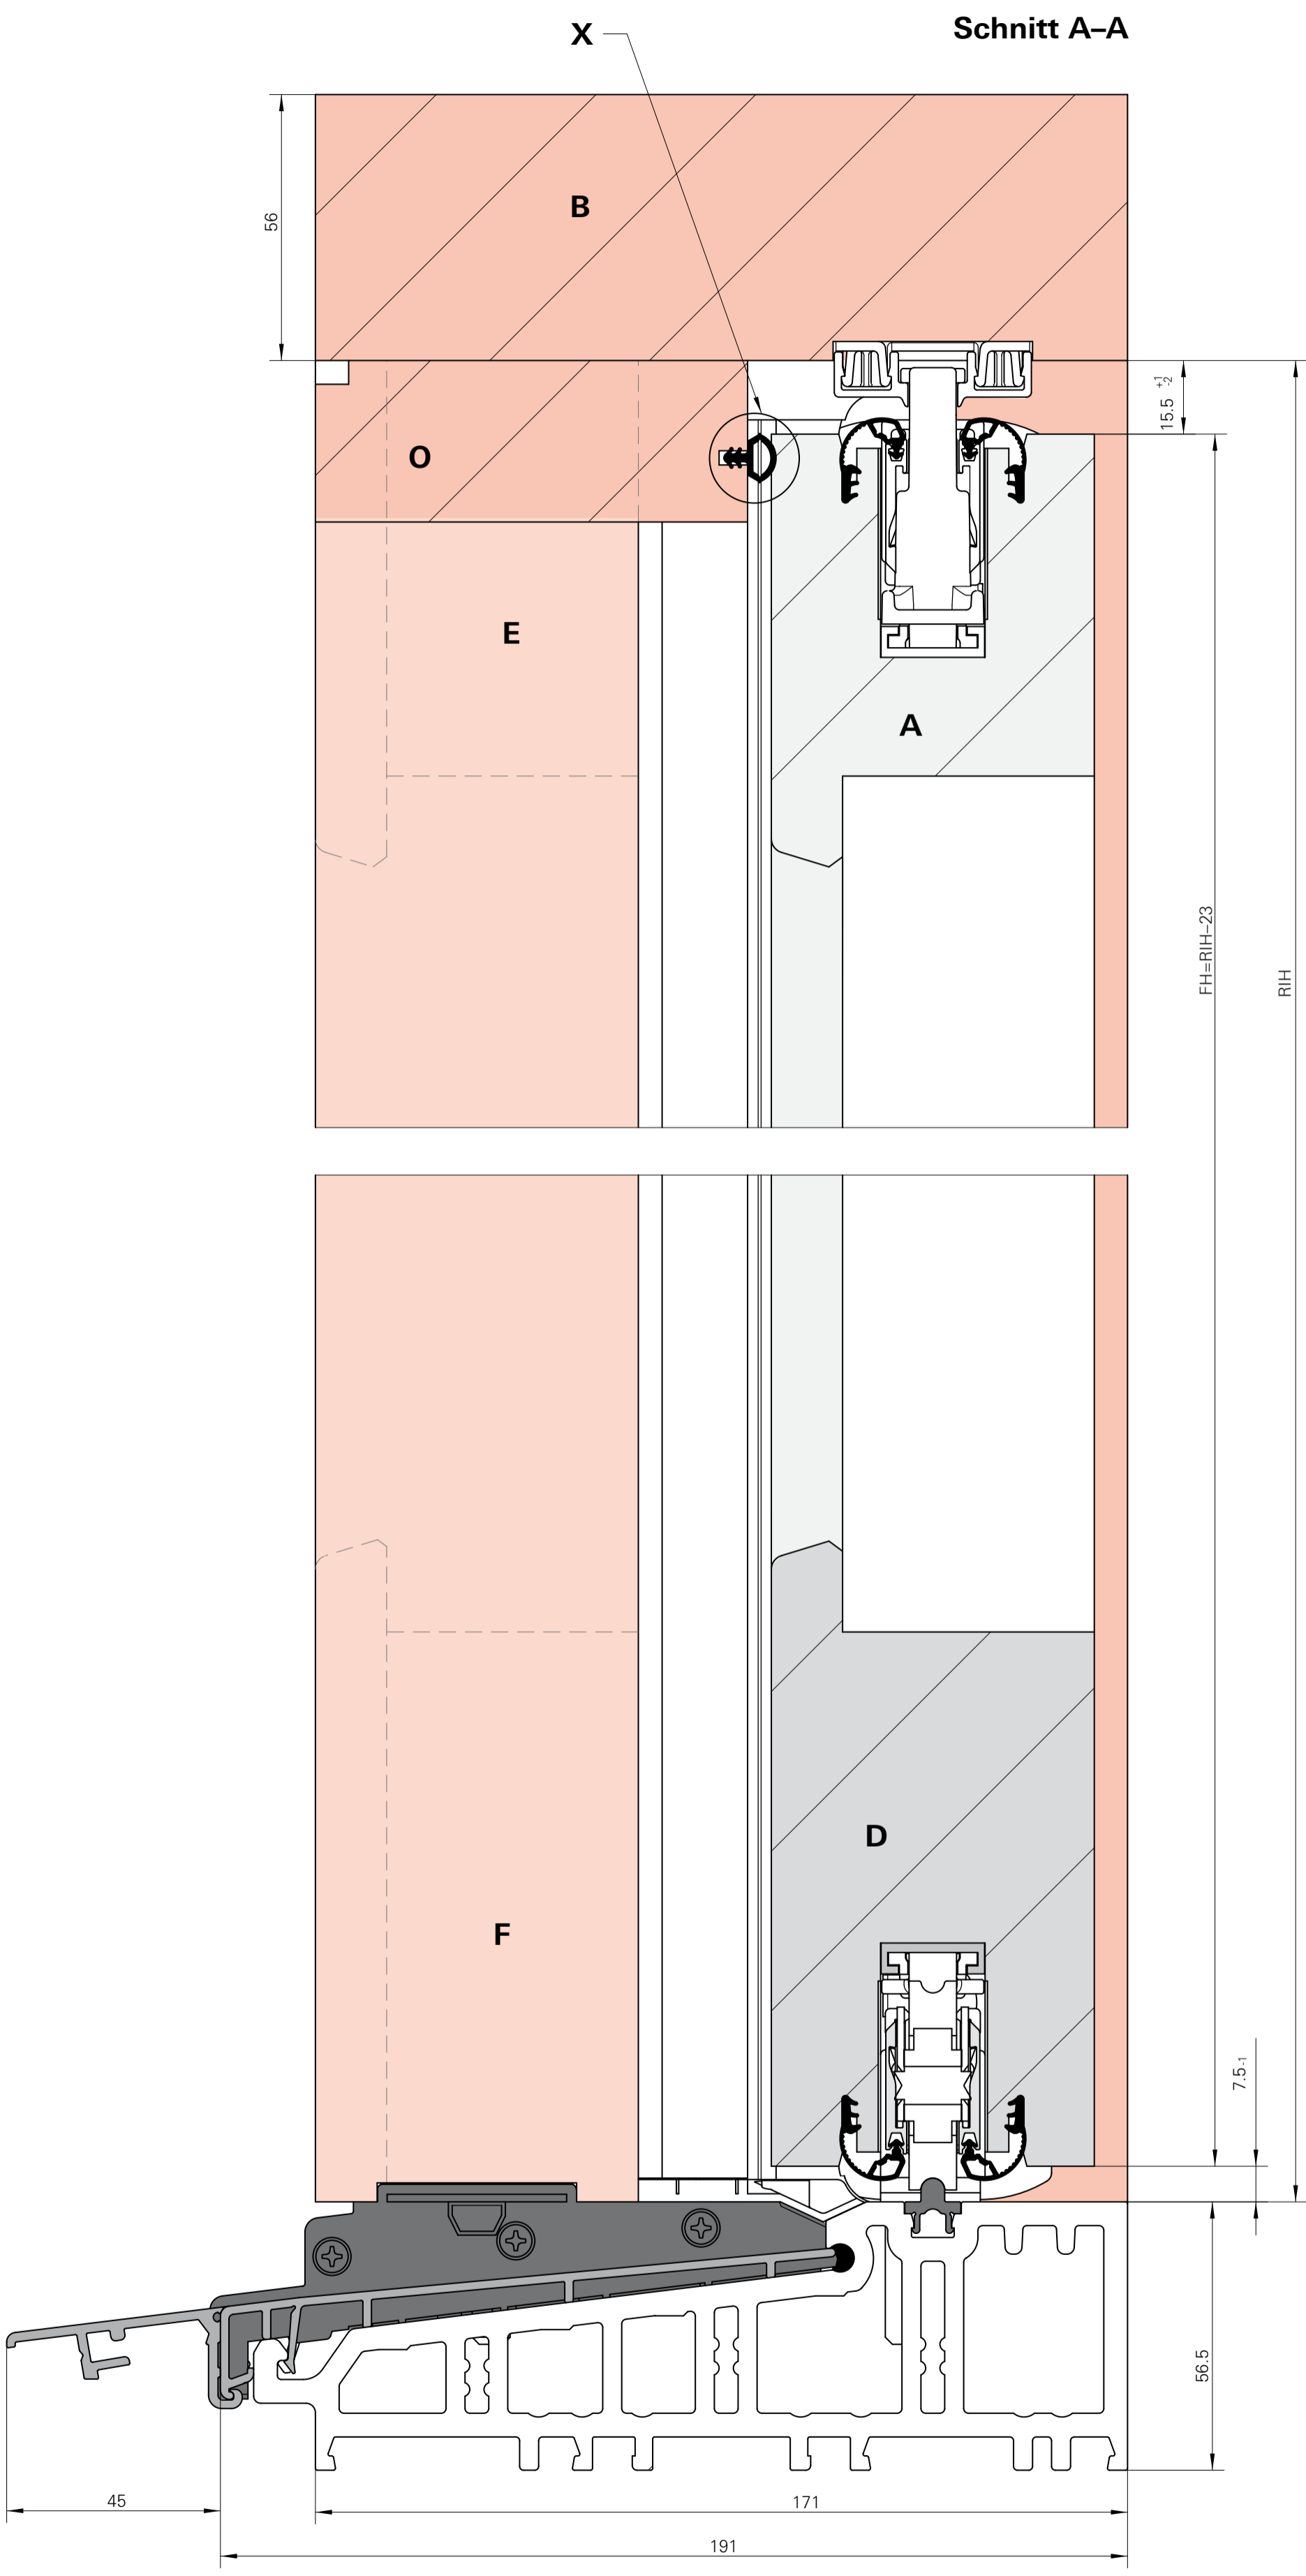 Schnitt A–A
X
56
B
15.5 +1 -2
O
E
A
FH=RIH–23
RIH
D
F
7.5 -1
56.5
45
171
191